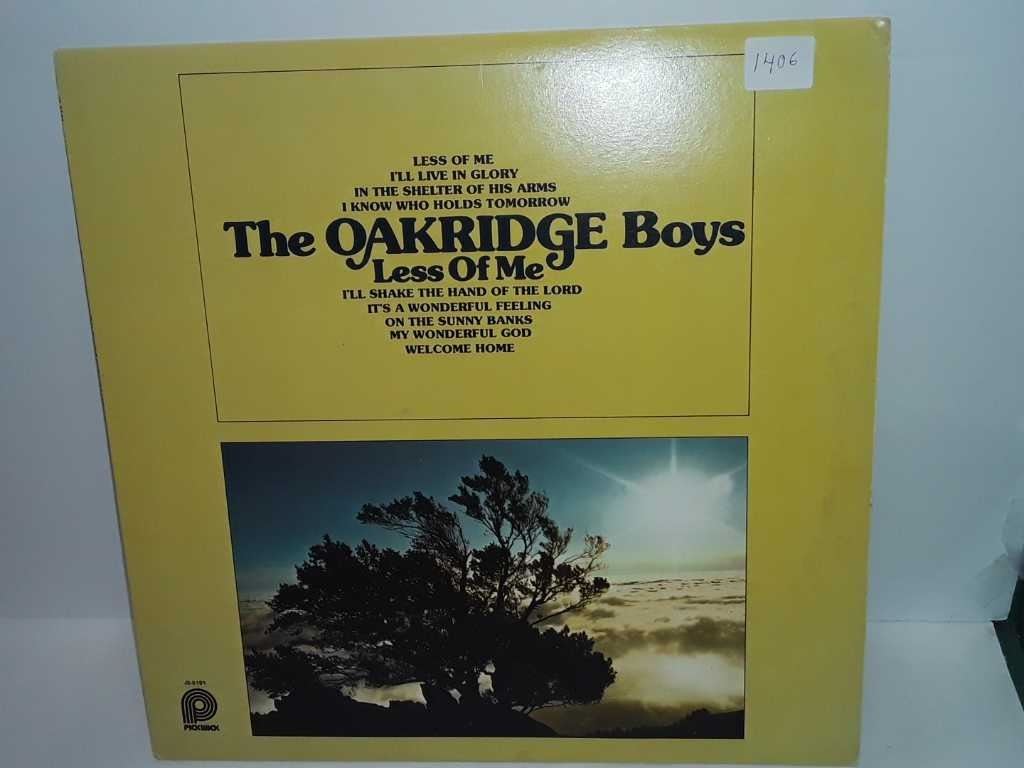 1406
LESS OF ME
I'LL LIVE IN GLORY
IN THE SHELTER OF HIS ARMS
I KNOW WHO HOLDS TOMORROW
The OAKRIDGE Boys
Less Of Me
I'LL SHAKE THE HAND OF THE LORD
IT'S A WONDERFUL FEELING
ON THE SUNNY BANKS
MY WONDERFUL GOD
WELCOME HOME
PICKWICK